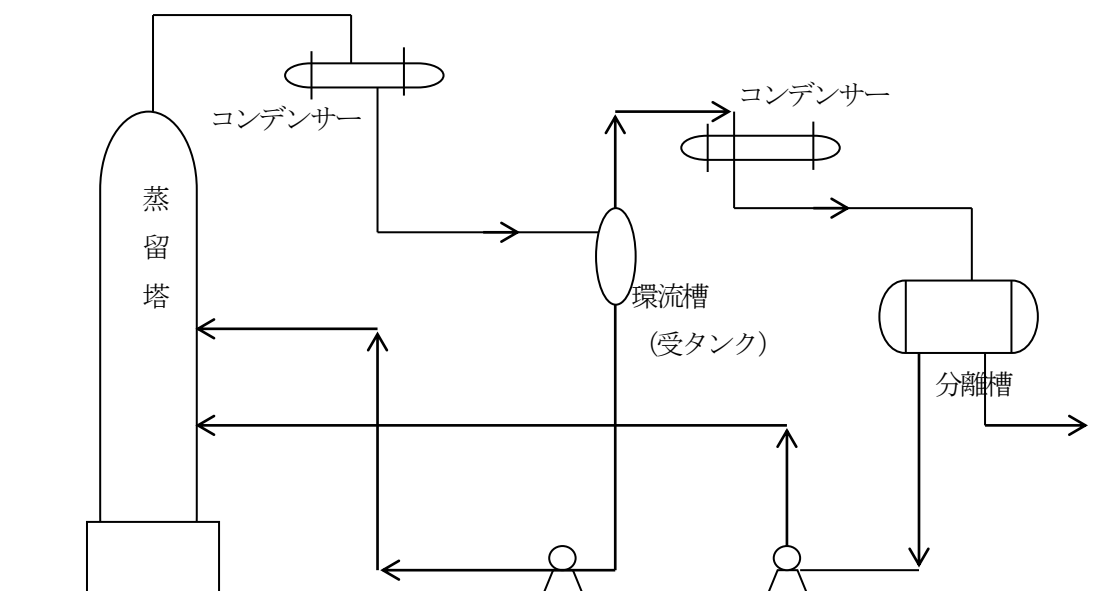 コンデンサー
コンデンサー
蒸
留
塔
環流槽
（受タンク）
分離槽